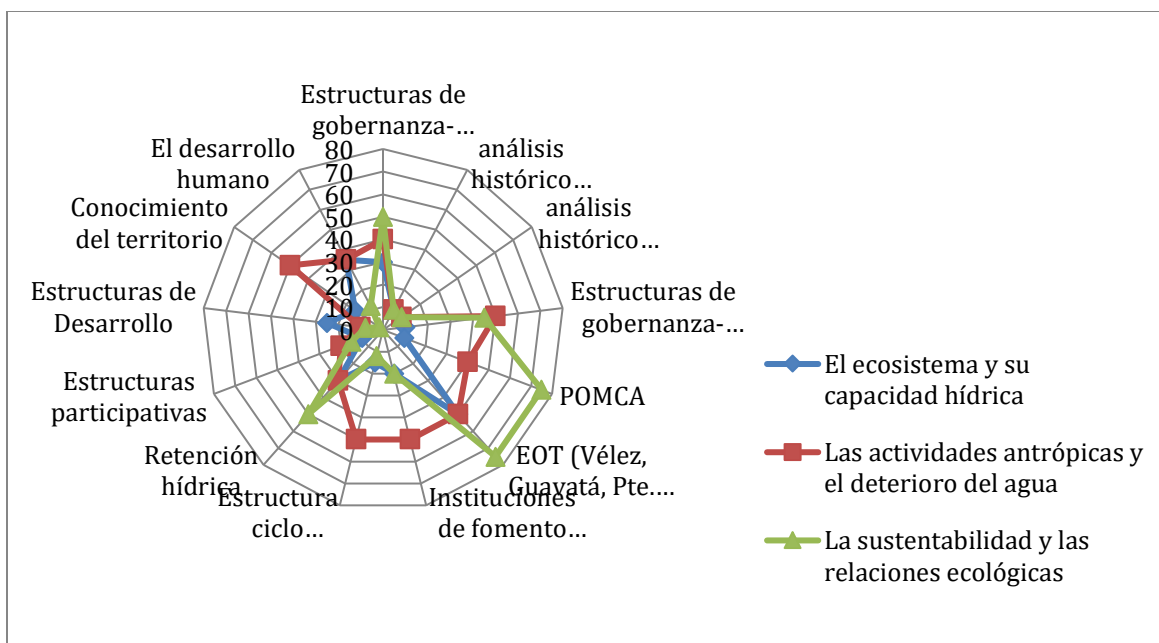 Estructuras de
gobernanza-...
análisis
histórico...
análisis
histórico...
Estructuras de
gobernanza-...
POMCA
EOT (Vélez,
Guavatá, Pte....
Instituciones
de fomento...
Estructura
ciclo...
Retención
hídrica
Estructuras
participativas
Estructuras de
Desarrollo
Conocimiento
del territorio
El desarrollo
humano
80
70
60
50
40
30
20
10
0
El ecosistema y su
capacidad hídrica
Las actividades antrópicas y
el deterioro del agua
La sustentabilidad y las
relaciones ecológicas